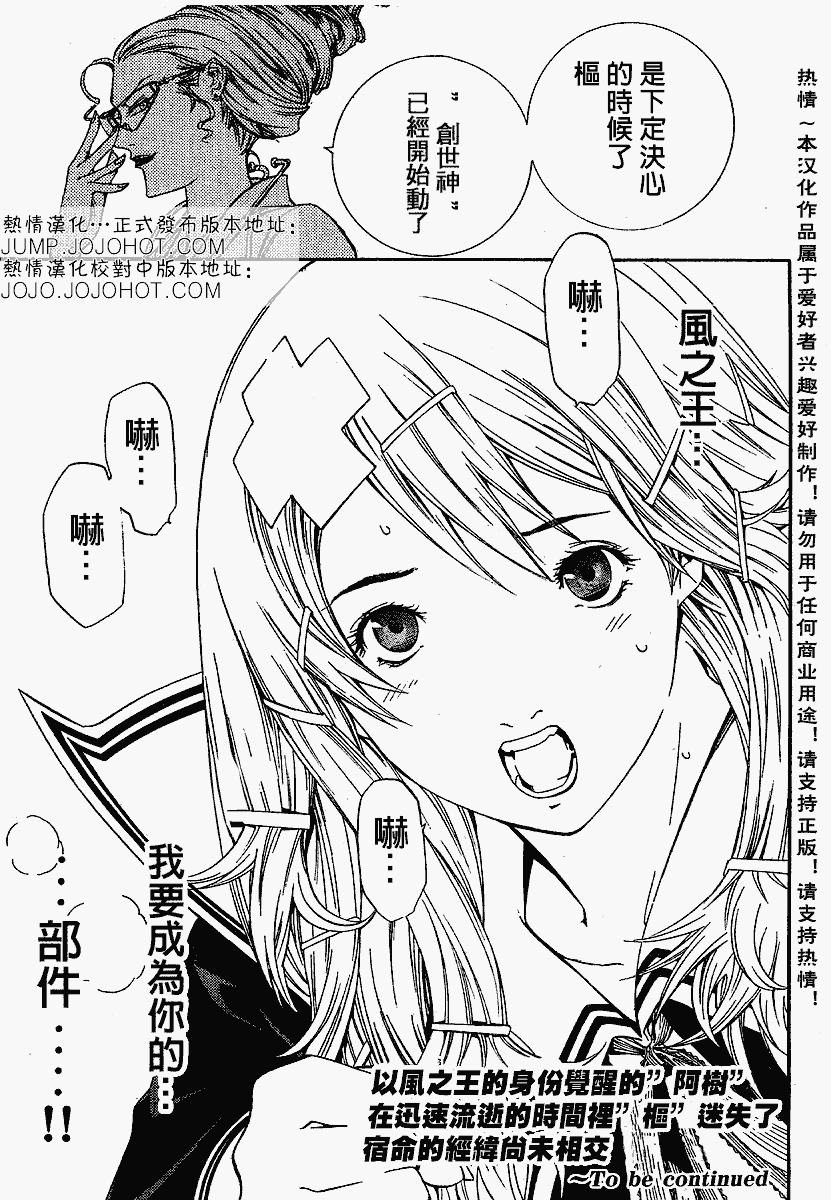 是下定決心
的時候了
樞
”創世神”
已經開始動了
熱情漢化…正式發布版本地址：
JUMP.JOJOHOT.COM
熱情漢化校對中版本地址：
JOJO.JOJOHOT.COM
热情～本汉化作品属于爱好者兴趣爱好制作！请勿用于任何商业用途！请支持正版！请支持热情！
嚇…
風之王…
嚇…
嚇…
嚇…
我要成為你的…
…部件……!!
以風之王的身份覺醒的”阿樹”
在迅速流逝的時間裡”樞”迷失了
宿命的經緯尚未相交
～To be continued